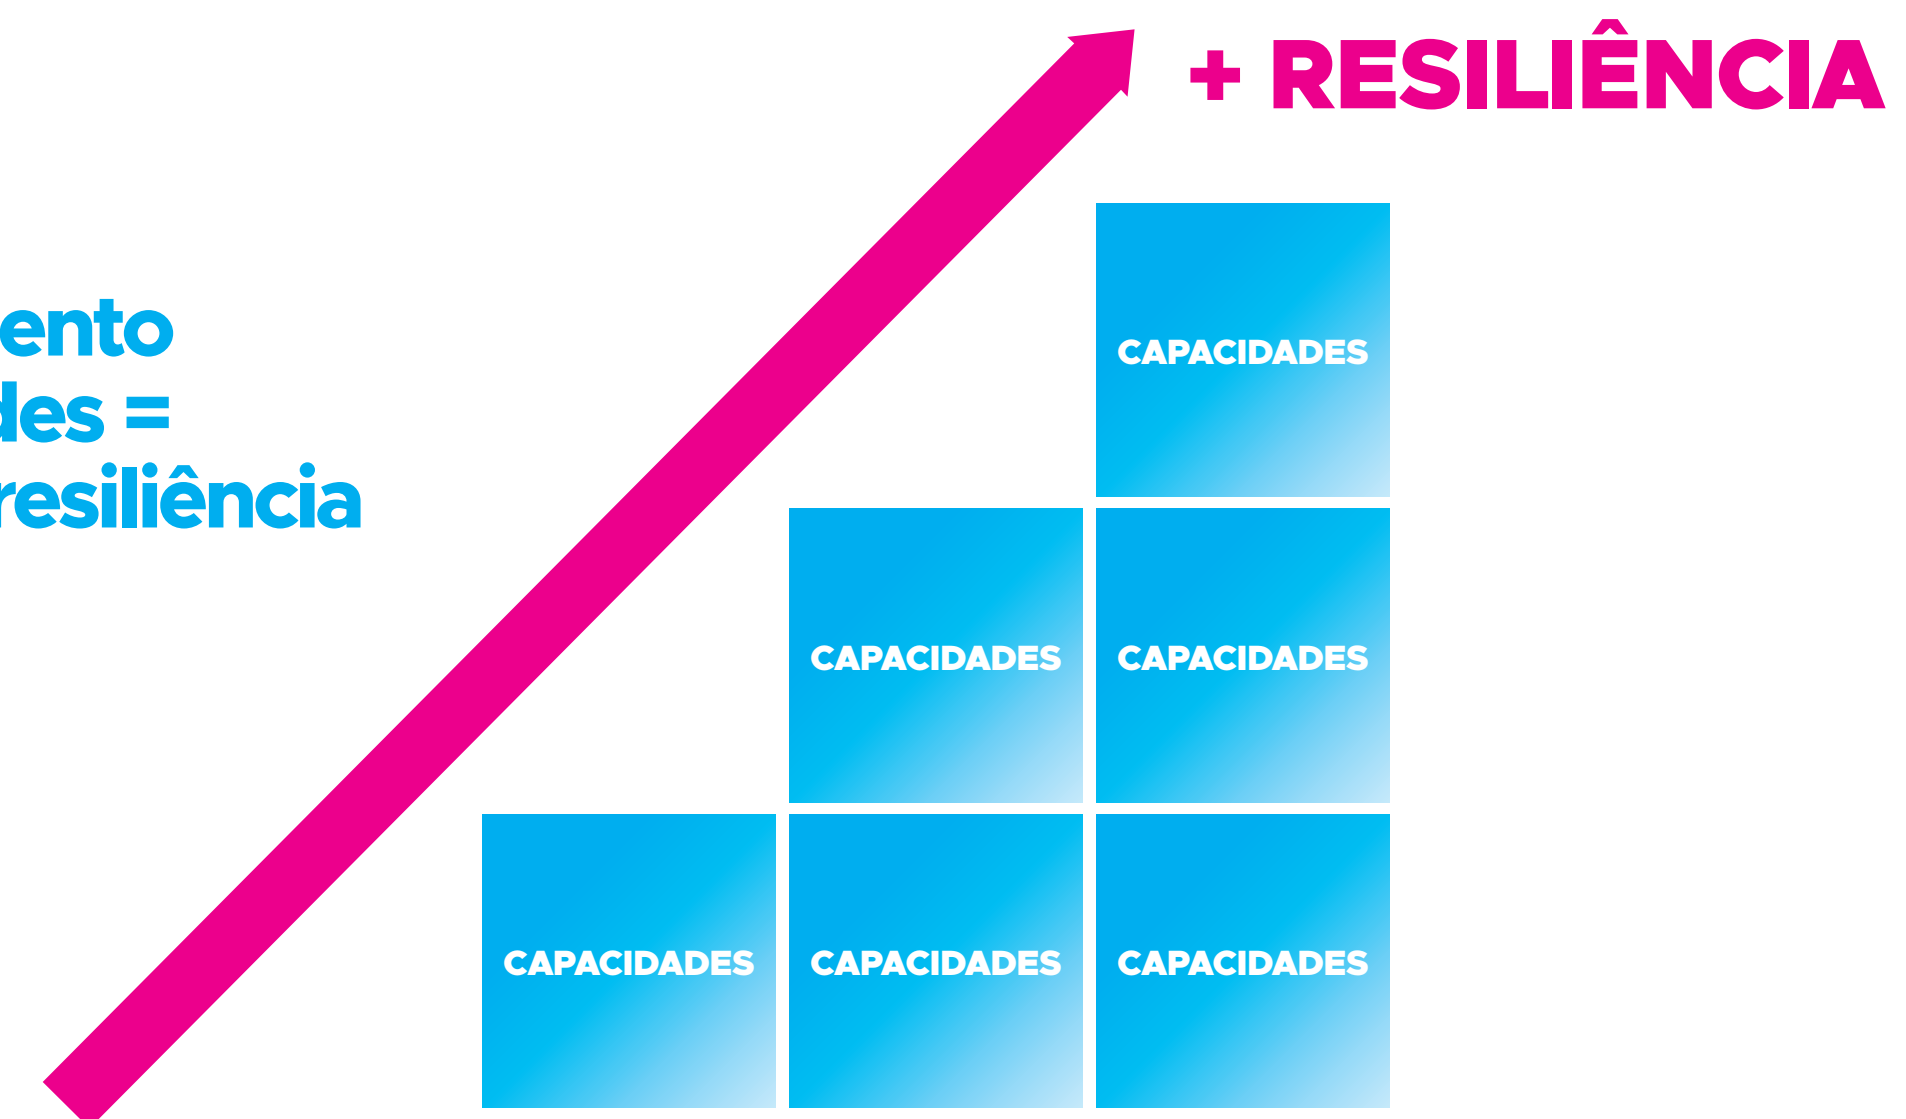 + RESILIÊNCIA
ento
des =
resiliência
CAPACIDADES
CAPACIDADES CAPACIDADES
CAPACIDADES CAPACIDADES CAPACIDADES